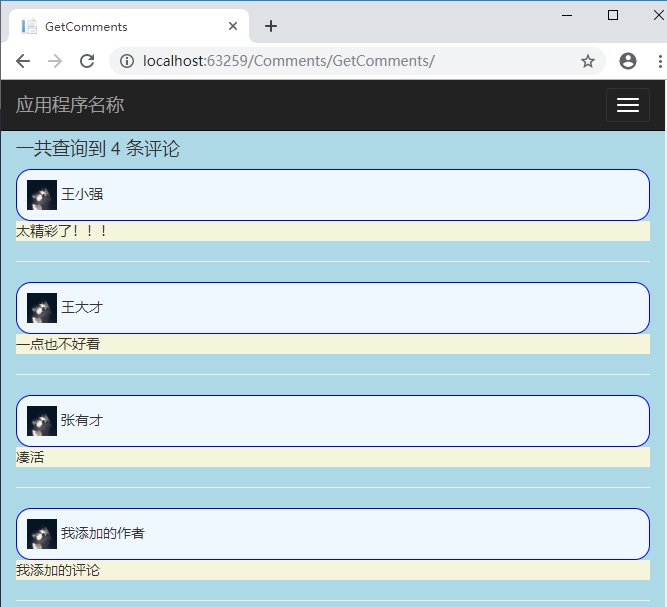 GetComments
localhost:63259/Comments/GetComments/
应用程序名称
一共查询到 4 条评论
王小强
太精彩了！！！
王大才
一点也不好看
张有才
凑活
我添加的作者
我添加的评论